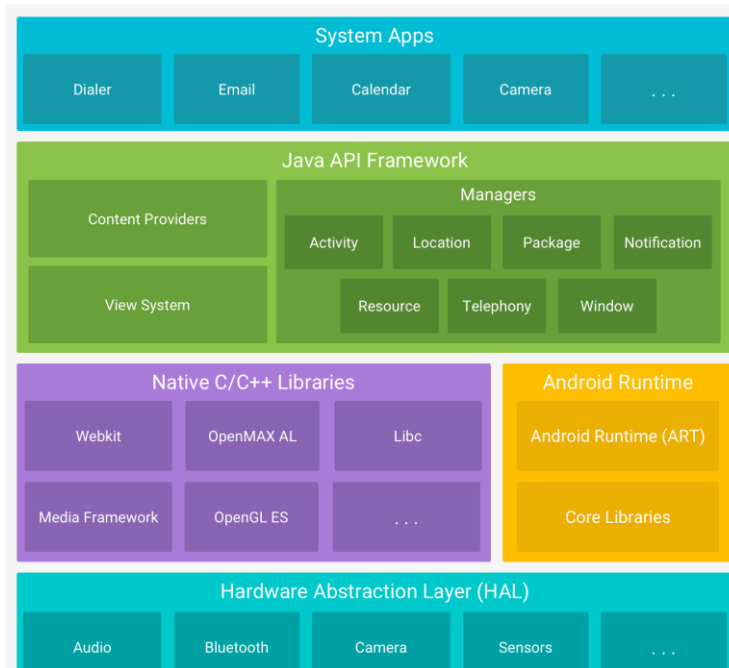 System Apps
Dialer
Email
Calendar
Camera
. . .
Java API Framework
Content Providers
View System
Managers
Activity
Location
Package
Notification
Resource
Telephony
Window
Native C/C++ Libraries
Webkit
OpenMAX AL
Libc
Media Framework
OpenGL ES
. . .
Android Runtime
Android Runtime (ART)
Core Libraries
Hardware Abstraction Layer (HAL)
Audio
Bluetooth
Camera
Sensors
. . .